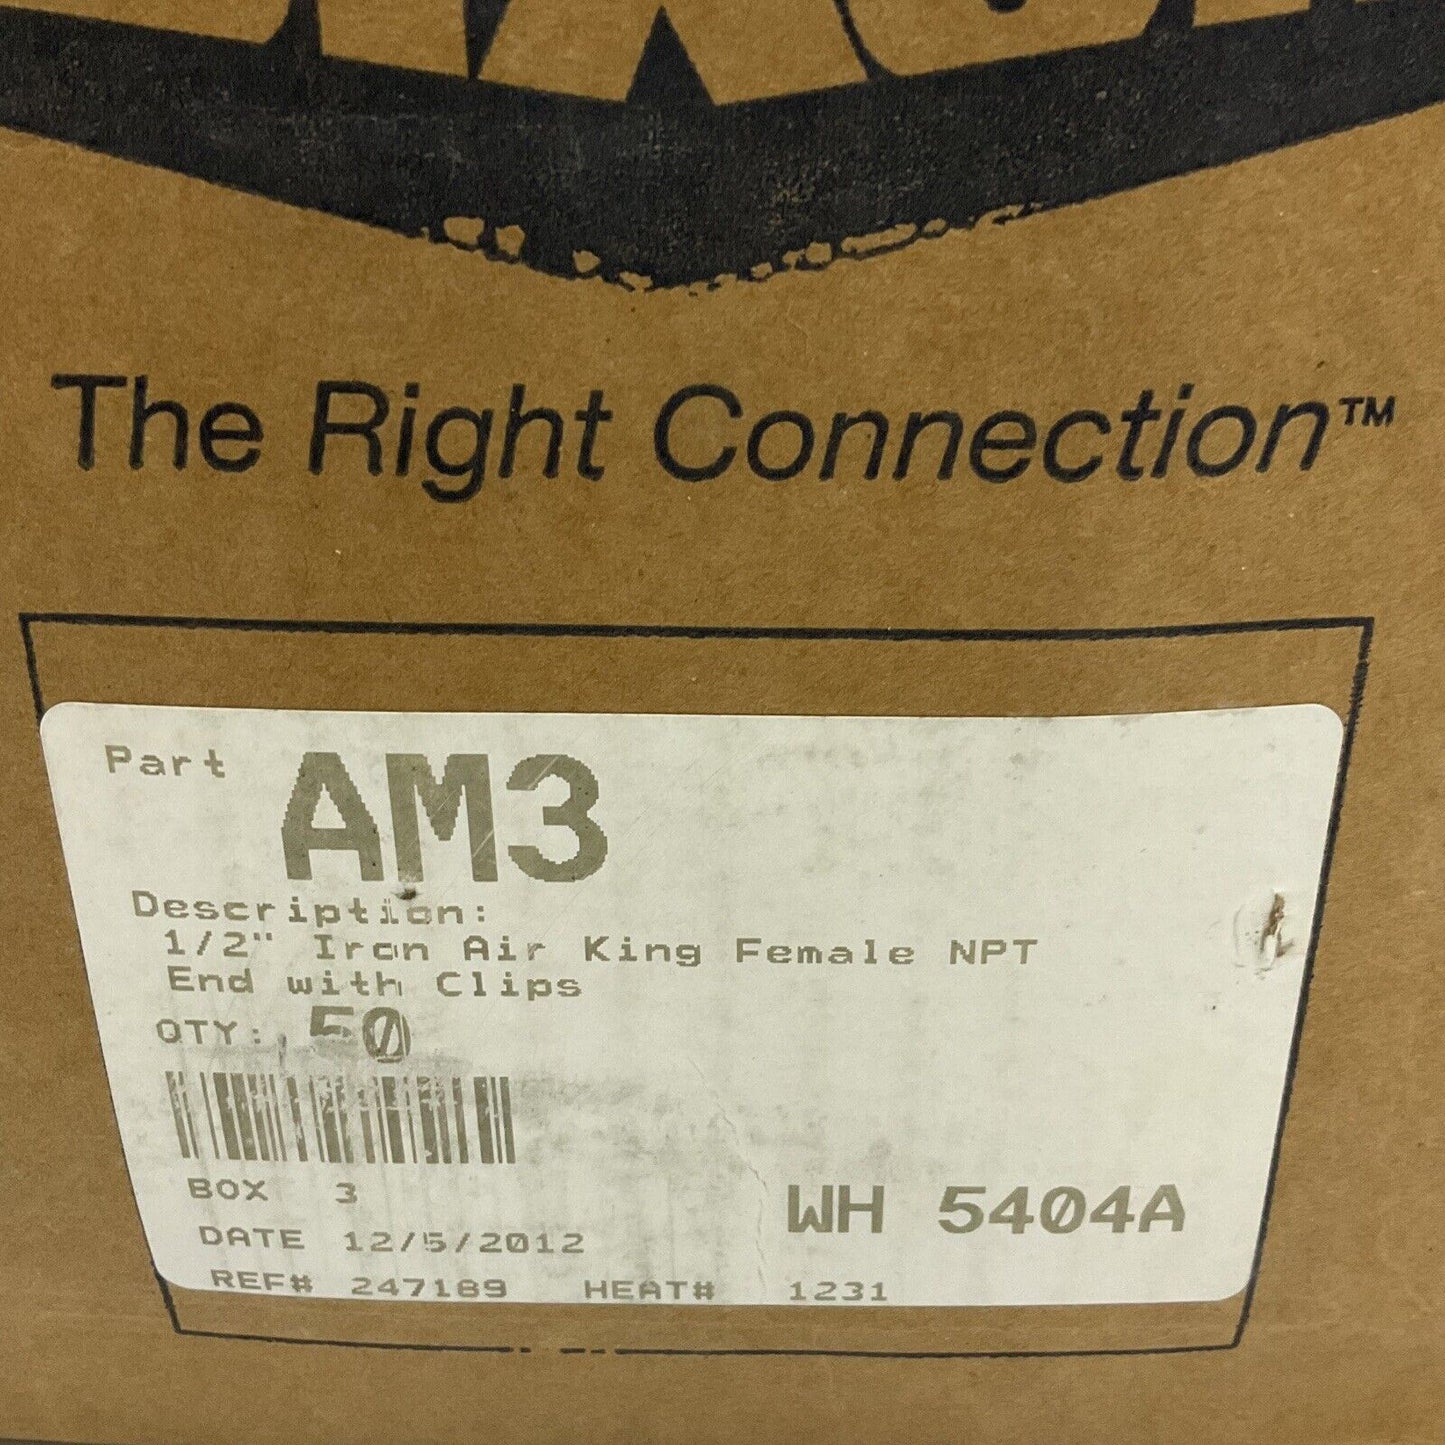 The Right Connection™
Part AM3
Description:
1/2" Iron Air King Female NPT
End with Clips
QTY: 50
BOX 3
WH 5404A
DATE 12/5/2012
REF# 247189 HEAT# 1231